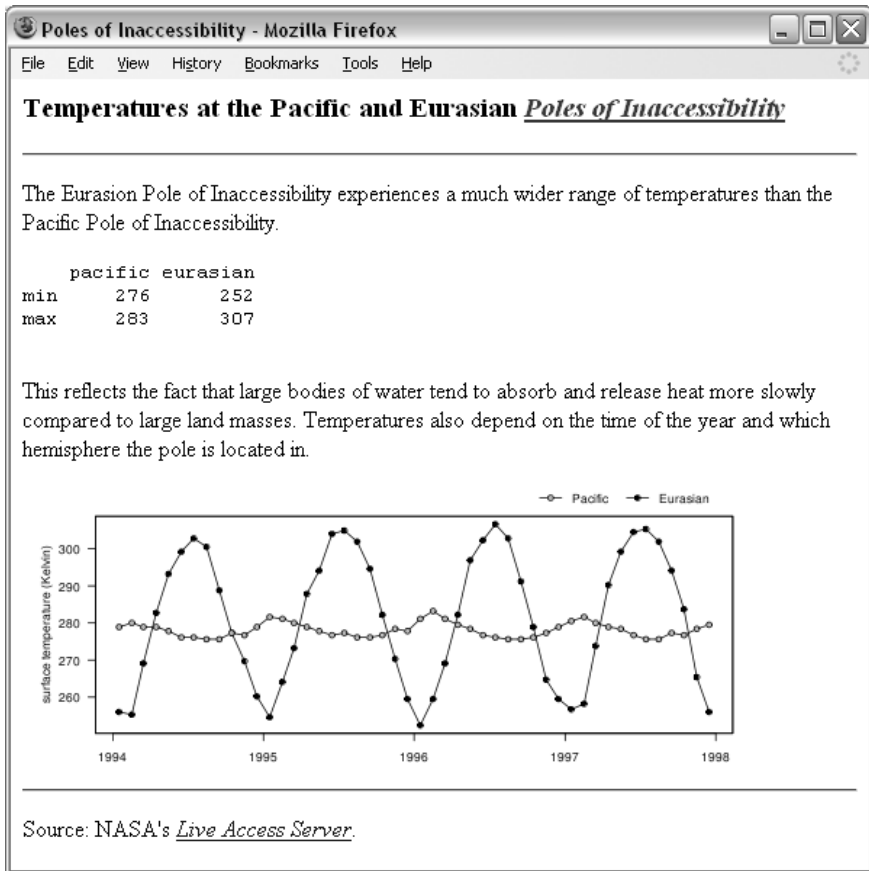 Poles of Inaccessibility - Mozilla Firefox
File Edit View History Bookmarks Tools Help
Temperatures at the Pacific and Eurasian Poles of Inaccessibility
The Eurasion Pole of Inaccessibility experiences a much wider range of temperatures than the
Pacific Pole of Inaccessibility.
pacific eurasian
min 276 252
max 283 307
This reflects the fact that large bodies of water tend to absorb and release heat more slowly
compared to large land masses. Temperatures also depend on the time of the year and which
hemisphere the pole is located in.
Pacific Eurasian
surface temperature (Kelvin)
300
290
280
270
260
1994 1995 1996 1997 1998
Source: NASA's Live Access Server.